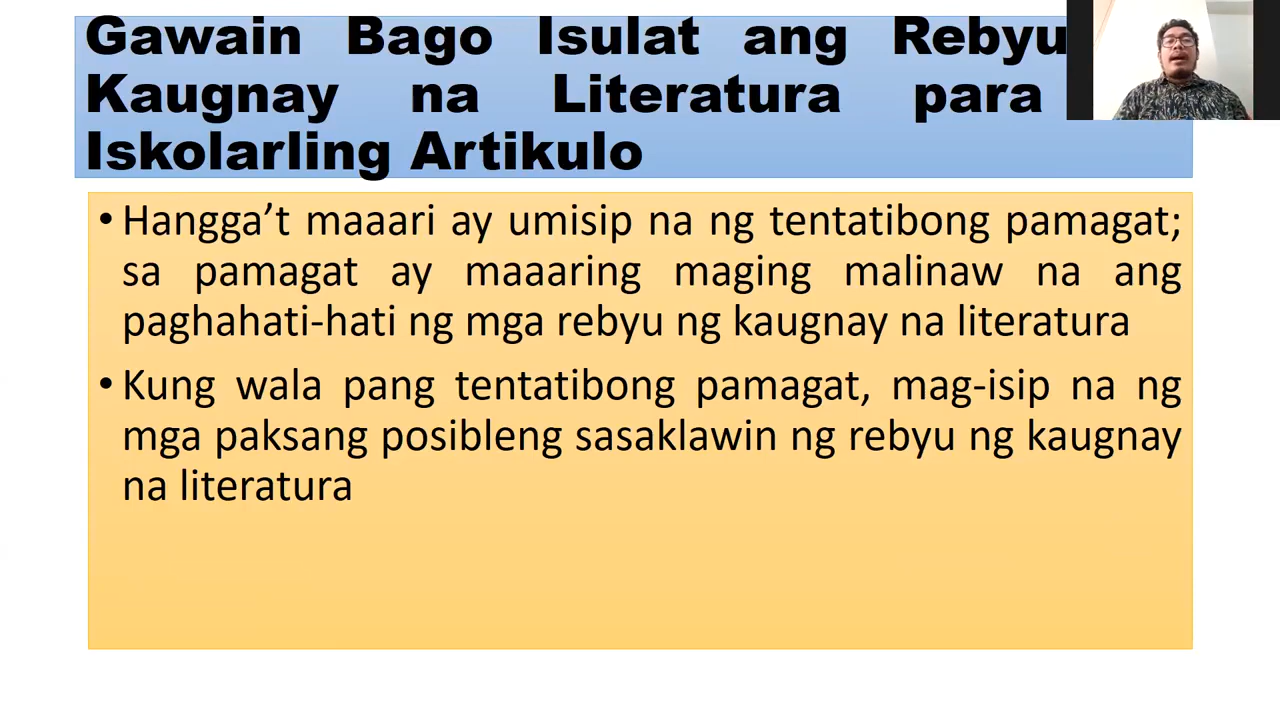 Gawain Bago Isulat ang Rebyu
Kaugnay na Literatura para
Iskolarling Artikulo
• Hangga’t maaari ay umisip na ng tentatibong pamagat;
sa pamagat ay maaaring maging malinaw na ang
paghahati-hati ng mga rebyu ng kaugnay na literatura
• Kung wala pang tentatibong pamagat, mag-isip na ng
mga paksang posibleng sasaklawin ng rebyu ng kaugnay
na literatura